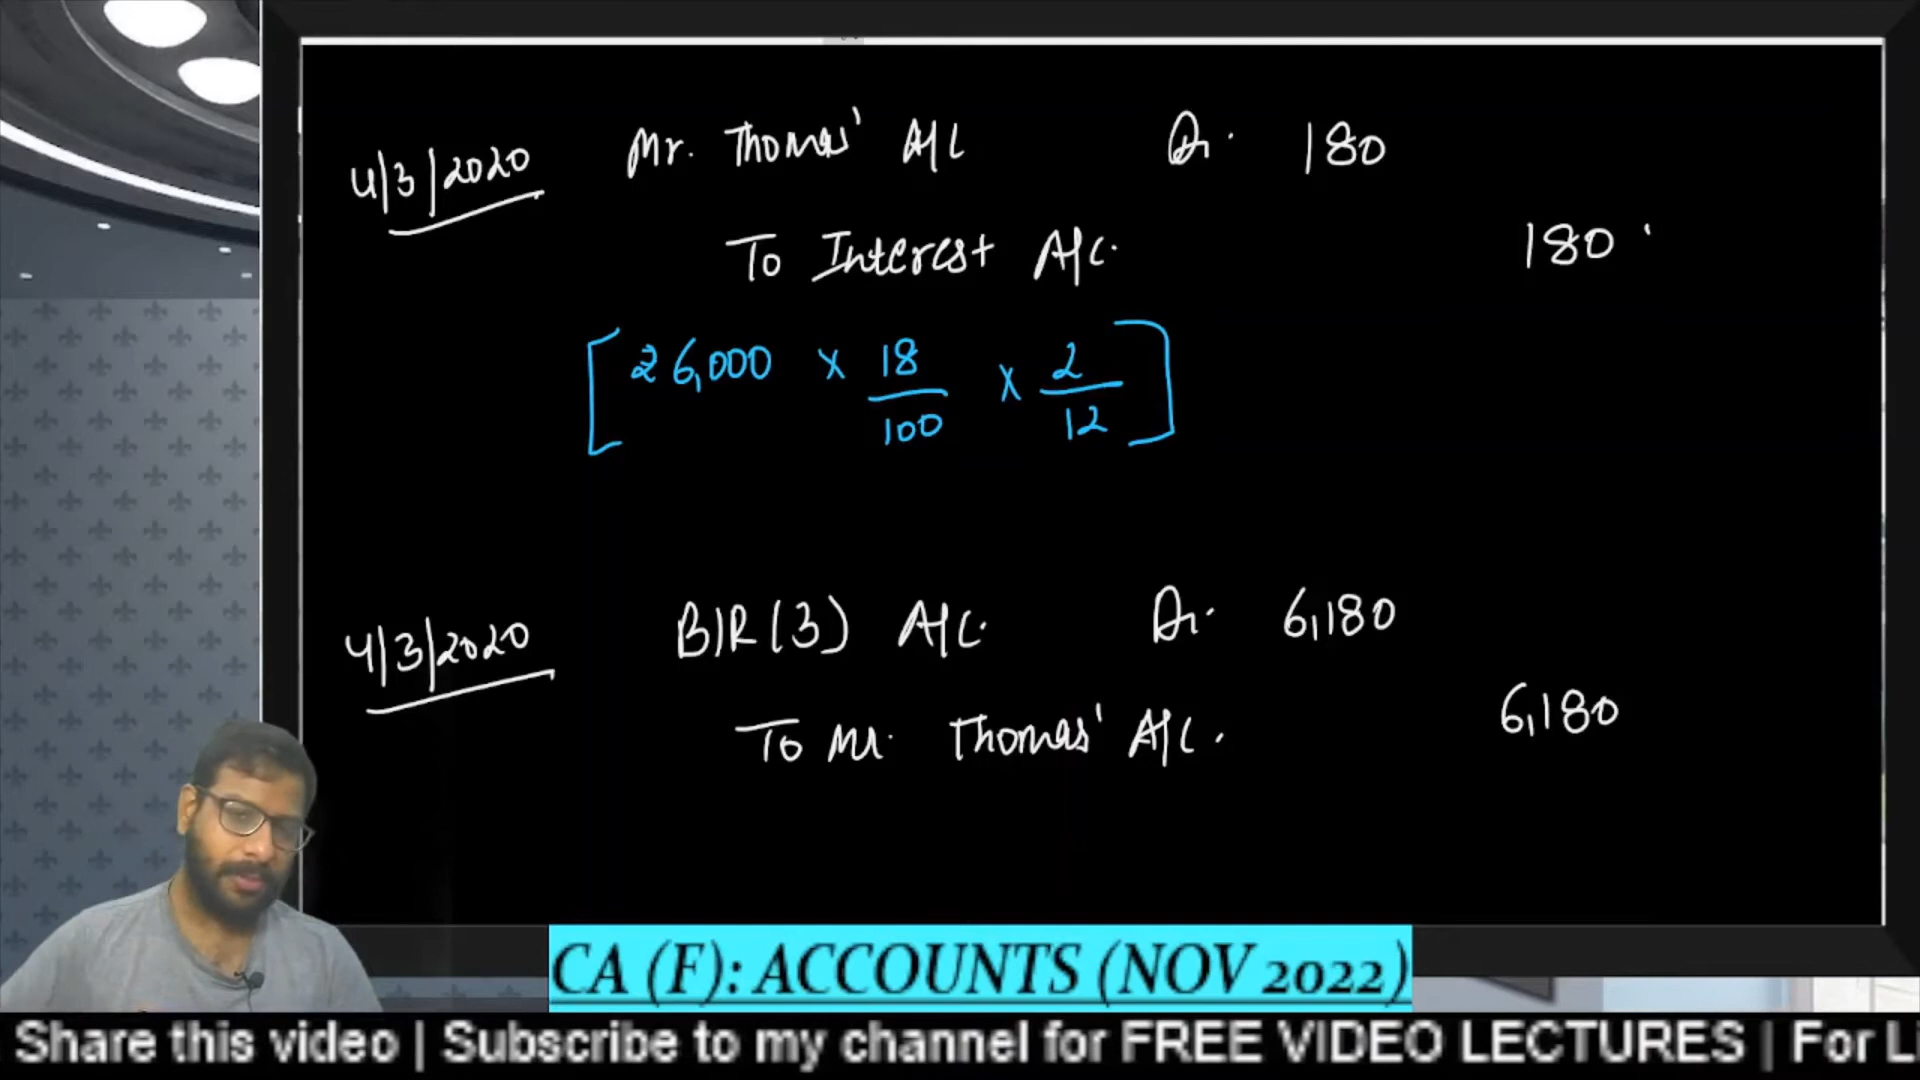 4/3/2020 Mr. Thomas' A/c Dr. 180
To Interest A/c. 180
[₹ 6,000 x 18/100 x 2/12]
4/3/2020 B/R (3) A/c. Dr. 6,180
To Mr. Thomas' A/c. 6,180
CA (F): ACCOUNTS (NOV 2022)
Share this video | Subscribe to my channel for FREE VIDEO LECTURES | For Li